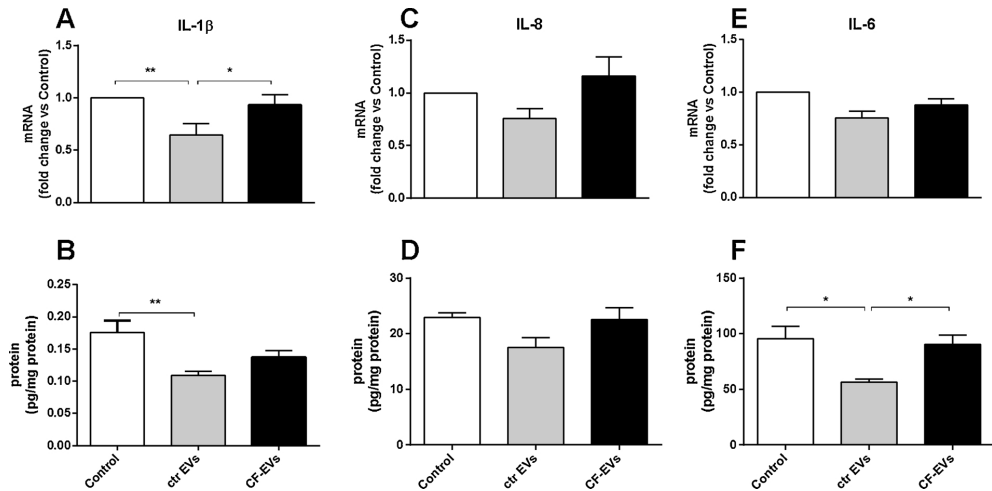 A
IL-1β
mRNA
(fold change vs Control)
1.5
1.0
0.5
0.0
**
*
C
IL-8
mRNA
(fold change vs Control)
1.5
1.0
0.5
0.0
E
IL-6
mRNA
(fold change vs Control)
1.5
1.0
0.5
0.0
B
protein
(pg/mg protein)
0.25
0.20
0.15
0.10
0.05
0.00
**
Control
ctr EVs
CF-EVs
D
protein
(pg/mg protein)
30
20
10
0
Control
ctr EVs
CF-EVs
F
protein
(pg/mg protein)
150
100
50
0
*
*
Control
ctr EVs
CF-EVs